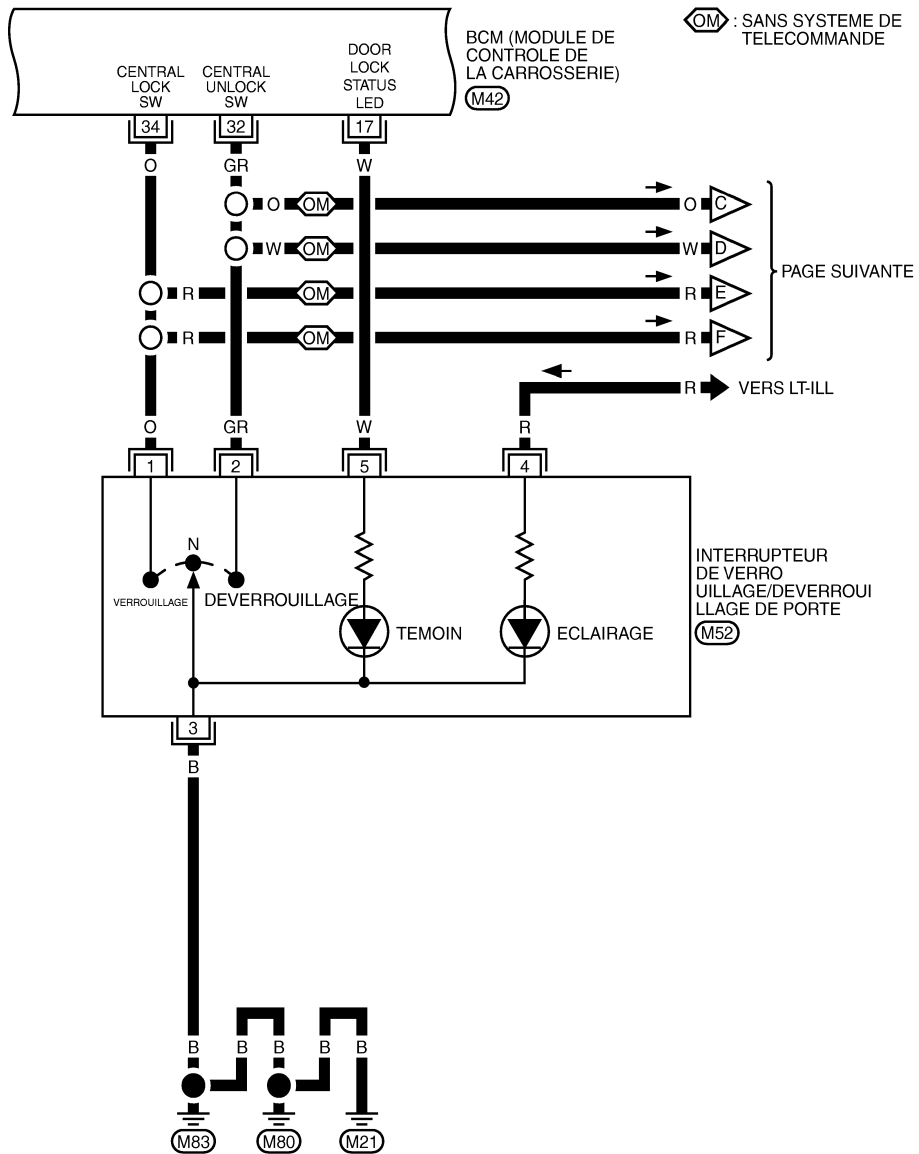 OM : SANS SYSTEME DE
TELECOMMANDE
BCM (MODULE DE
CONTROLE DE
LA CARROSSERIE)
M42
CENTRAL
LOCK
SW
CENTRAL
UNLOCK
SW
DOOR
LOCK
STATUS
LED
34 32 17
O GR W
O OM O C
W OM W D
R OM R E
R OM R F
PAGE SUIVANTE
R VERS LT-ILL
O GR W R
1 2 5 4
N
VERROUILLAGE
DEVERROUILLAGE
TEMOIN
ECLAIRAGE
INTERRUPTEUR
DE VERRO
UILLAGE/DEVERROUI
LLAGE DE PORTE
M52
3
B
B B B B B
M83 M80 M21